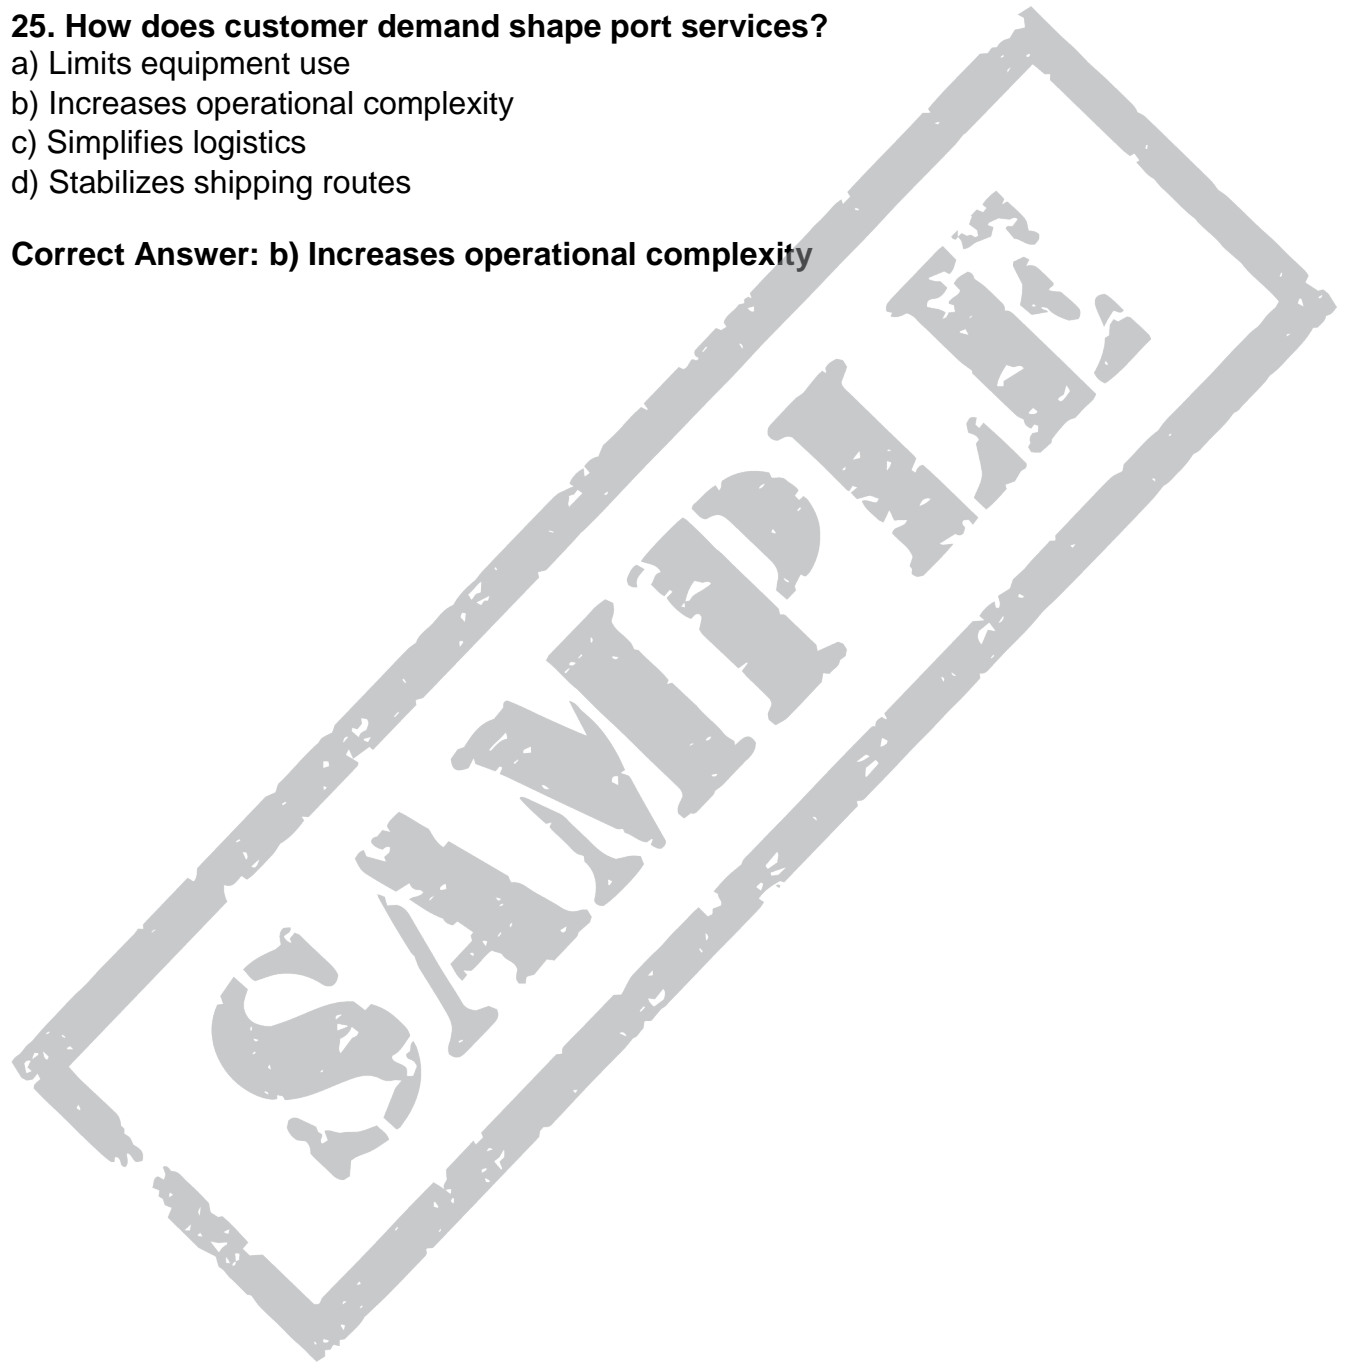 25. How does customer demand shape port services?
a) Limits equipment use
b) Increases operational complexity
c) Simplifies logistics
d) Stabilizes shipping routes
Correct Answer: b) Increases operational complexity
SAMPLE